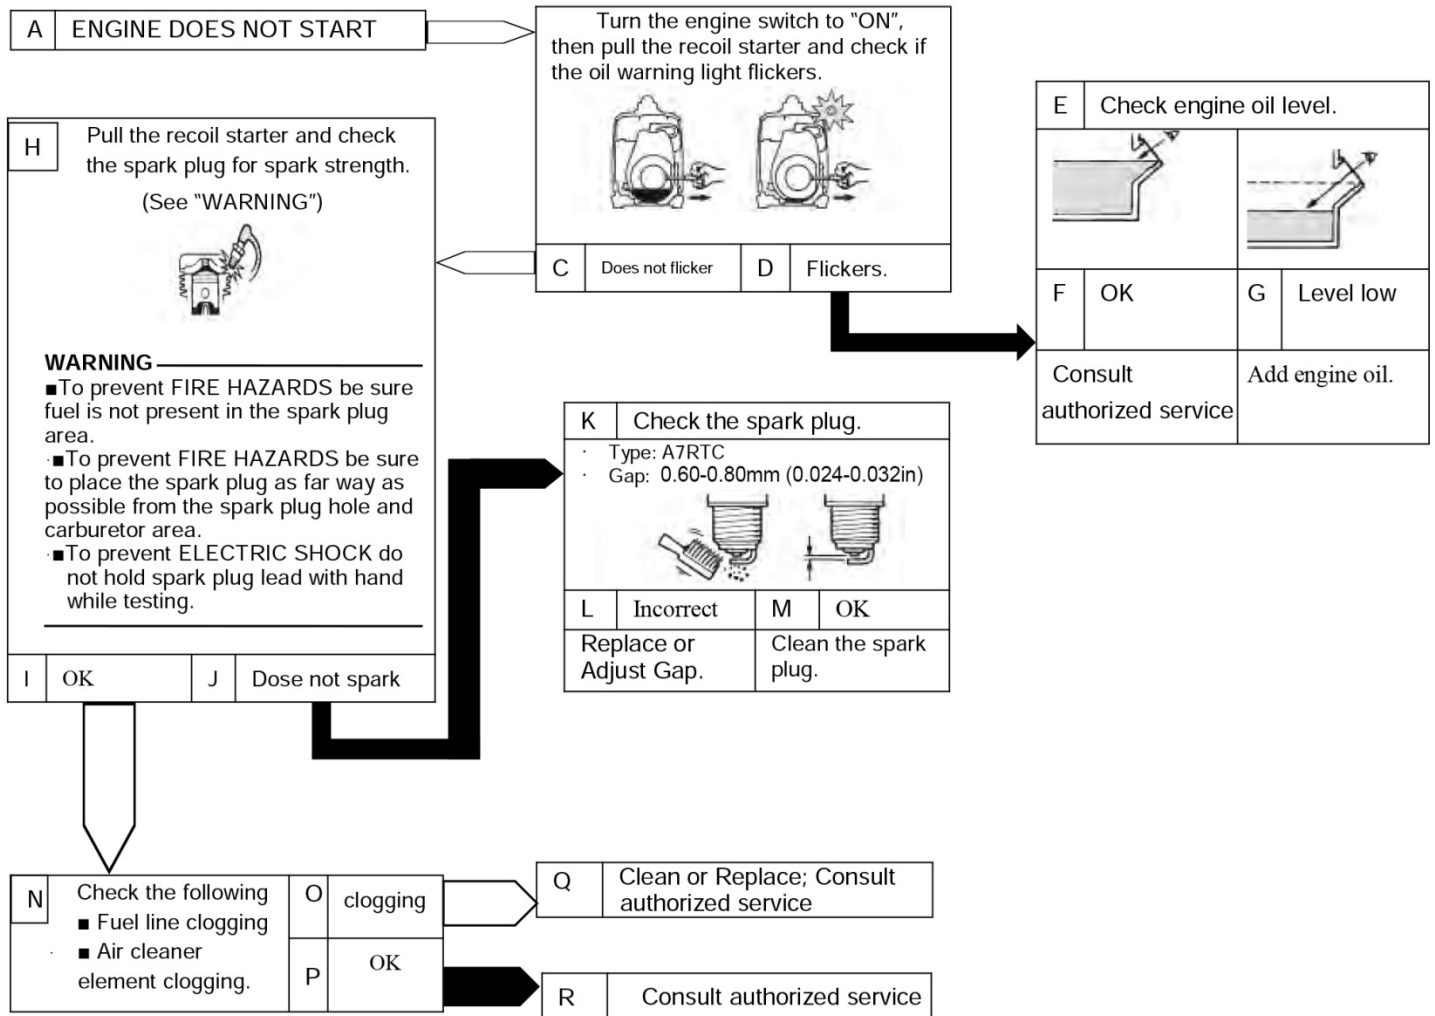 A ENGINE DOES NOT START
Turn the engine switch to “ON”,
then pull the recoil starter and check if
the oil warning light flickers.
C Does not flicker D Flickers.
E Check engine oil level.
F OK G Level low
Consult
authorized service
Add engine oil.
H Pull the recoil starter and check
the spark plug for spark strength.
(See “WARNING”)
WARNING
■To prevent FIRE HAZARDS be sure
fuel is not present in the spark plug
area.
·■To prevent FIRE HAZARDS be sure
to place the spark plug as far way as
possible from the spark plug hole and
carburetor area.
·■To prevent ELECTRIC SHOCK do
not hold spark plug lead with hand
while testing.
I OK J Dose not spark
K Check the spark plug.
· Type: A7RTC
· Gap: 0.60-0.80mm (0.024-0.032in)
L Incorrect M OK
Replace or
Adjust Gap.
Clean the spark
plug.
N Check the following
■ Fuel line clogging
· ■ Air cleaner
element clogging.
O clogging
P OK
Q Clean or Replace; Consult
authorized service
R Consult authorized service